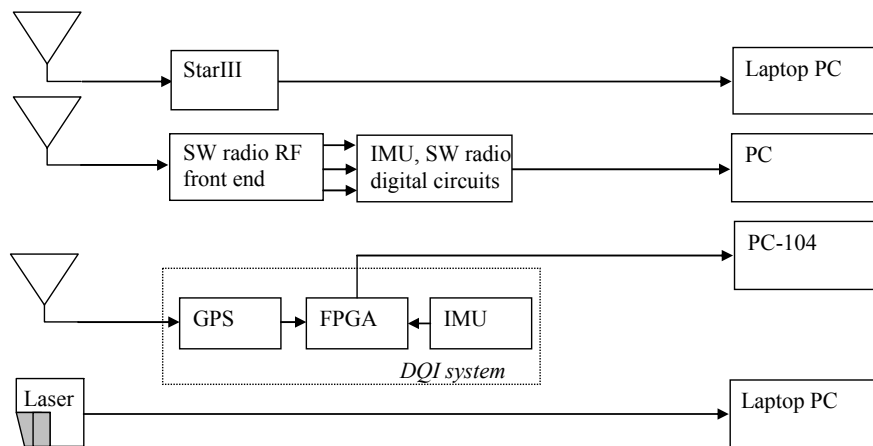 StarIII
Laptop PC
SW radio RF
front end
IMU, SW radio
digital circuits
PC
PC-104
GPS
FPGA
IMU
DQI system
Laser
Laptop PC